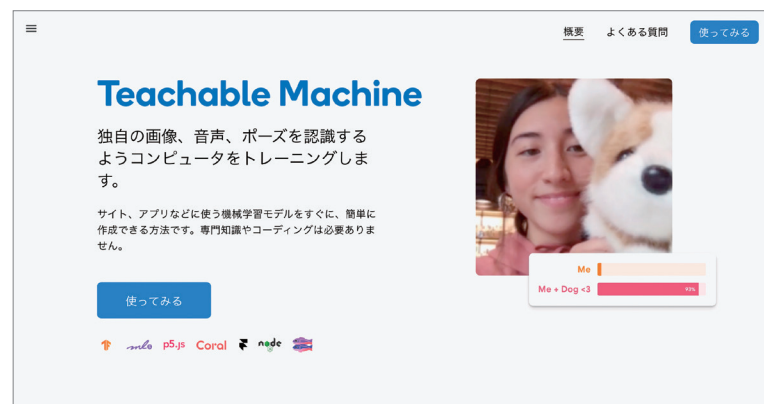 概要 よくある質問 使ってみる
Teachable Machine
独自の画像、音声、ポーズを認識する
ようコンピュータをトレーニングしま
す。
サイト、アプリなどに使う機械学習モデルをすぐに、簡単に
作成できる方法です。専門知識やコーディングは必要ありま
せん。
使ってみる
p5.js Coral node
Me
Me + Dog <3 93%